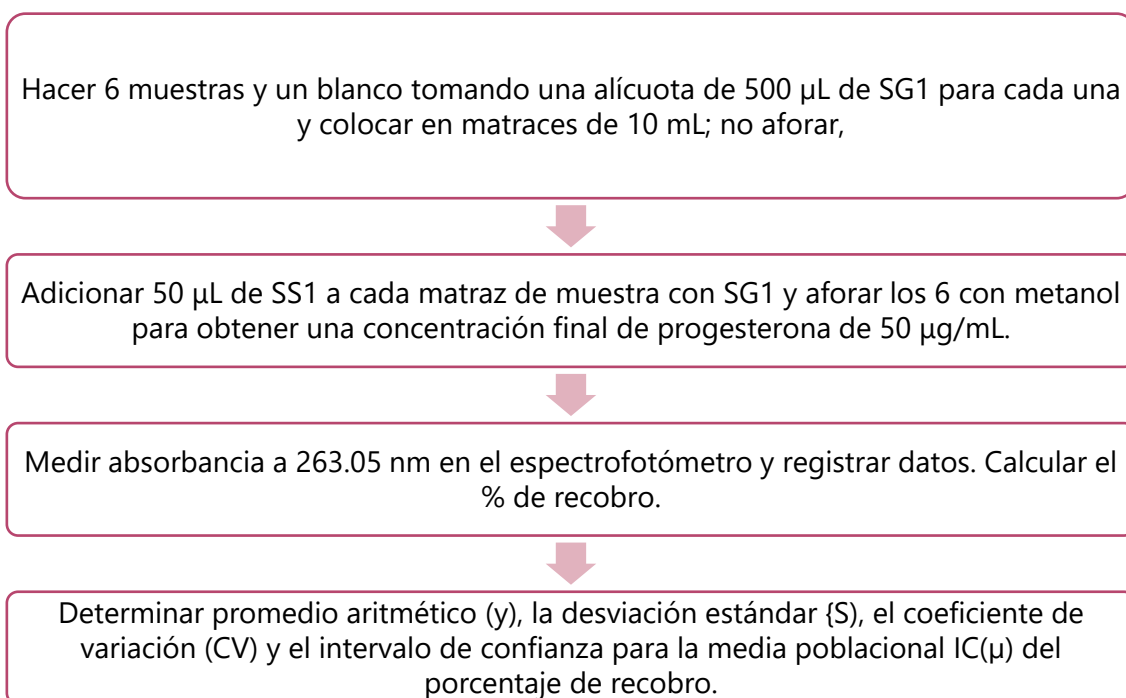 Hacer 6 muestras y un blanco tomando una alícuota de 500 µL de SG1 para cada una
y colocar en matraces de 10 mL; no aforar,
Adicionar 50 µL de SS1 a cada matraz de muestra con SG1 y aforar los 6 con metanol
para obtener una concentración final de progesterona de 50 µg/mL.
Medir absorbancia a 263.05 nm en el espectrofotómetro y registrar datos. Calcular el
% de recobro.
Determinar promedio aritmético (y), la desviación estándar {S), el coeficiente de
variación (CV) y el intervalo de confianza para la media poblacional IC(µ) del
porcentaje de recobro.